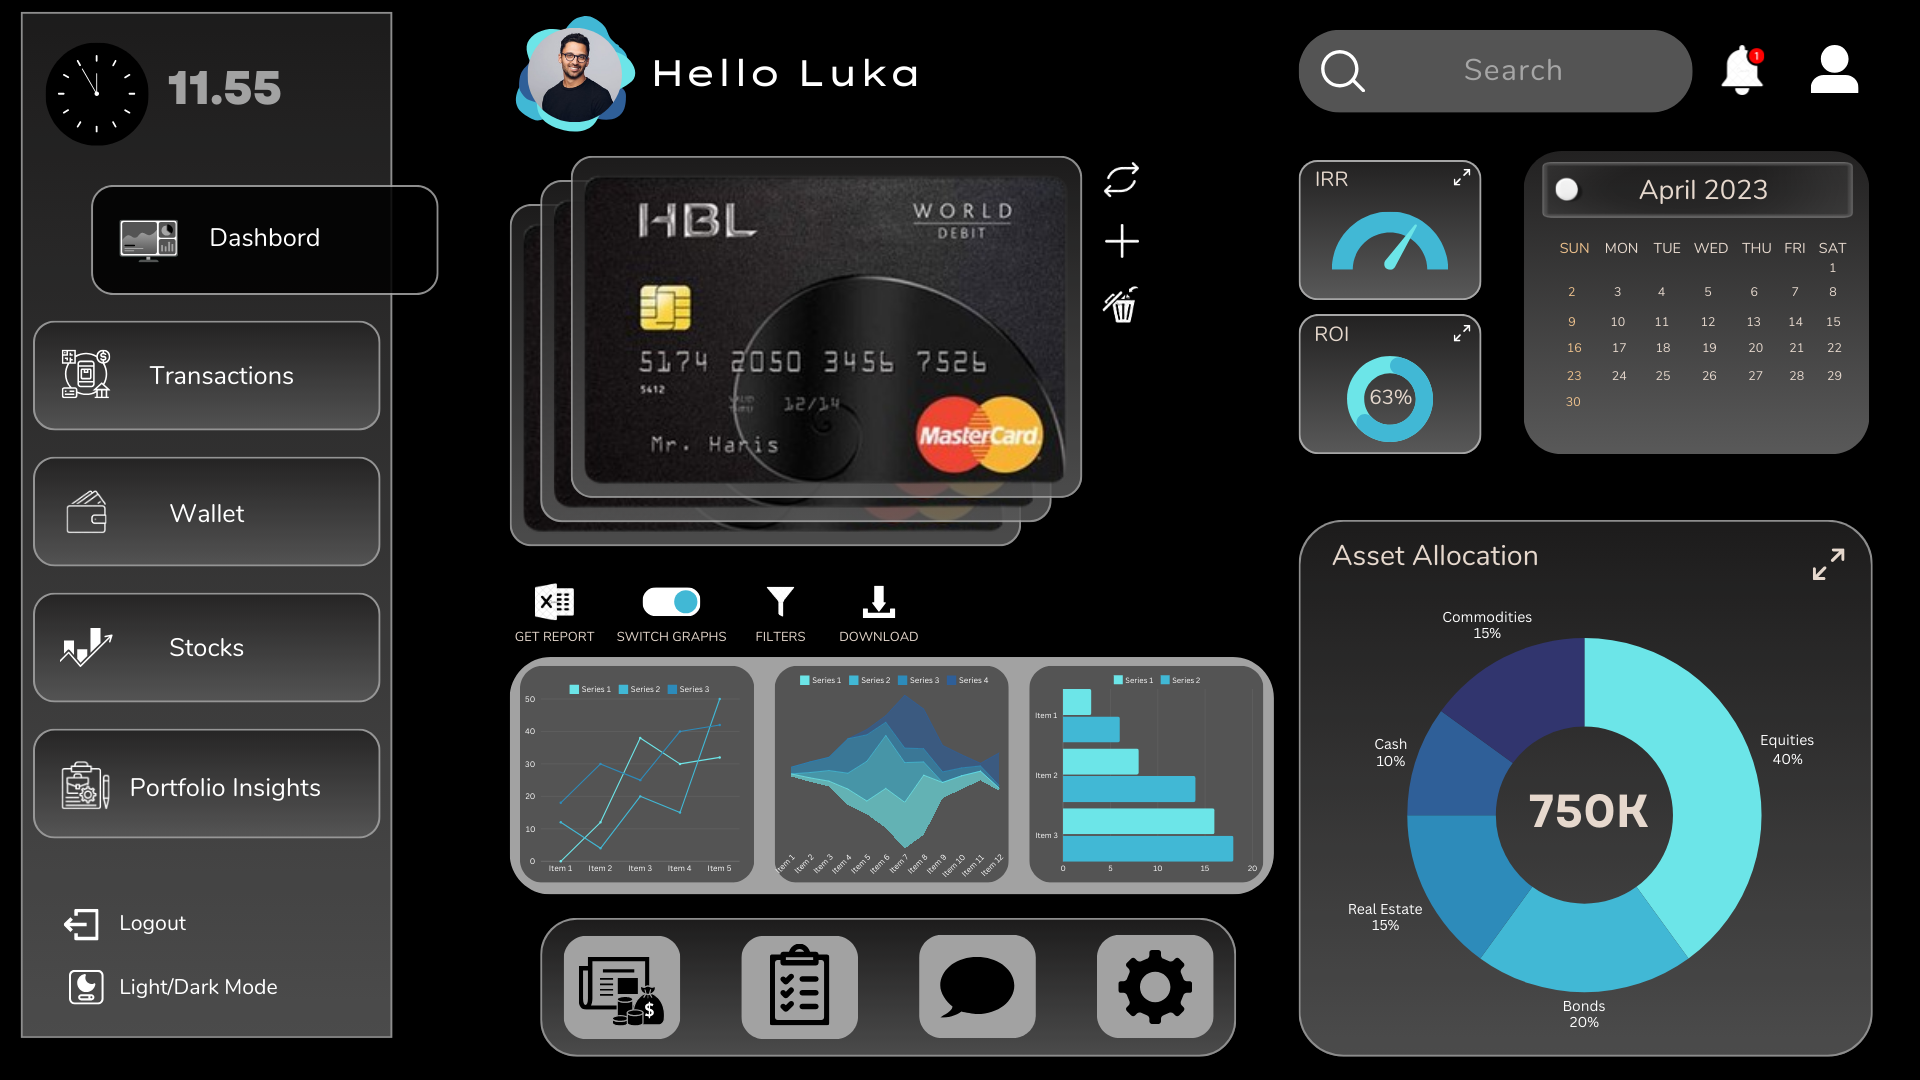 11.55
Dashbord
Transactions
Wallet
Stocks
Portfolio Insights
Logout
Light/Dark Mode
Hello Luka
HBL
WORLD
DEBIT
5174 2050 3456 7526
5412
VALID
THRU
12/14
Mr. Haris
MasterCard
GET REPORT
SWITCH GRAPHS
FILTERS
DOWNLOAD
Series 1 Series 2 Series 3
50
40
30
20
10
0
Item 1 Item 2 Item 3 Item 4 Item 5
Series 1 Series 2 Series 3 Series 4
Item 1 Item 2 Item 3 Item 4 Item 5 Item 6 Item 7 Item 8 Item 9 Item 10 Item 11 Item 12
Series 1 Series 2
Item 1
Item 2
Item 3
0 5 10 15 20
$
Search
1
IRR
ROI
63%
April 2023
SUN MON TUE WED THU FRI SAT
1
2 3 4 5 6 7 8
9 10 11 12 13 14 15
16 17 18 19 20 21 22
23 24 25 26 27 28 29
30
Asset Allocation
Commodities
15%
Equities
40%
Cash
10%
750K
Real Estate
15%
Bonds
20%